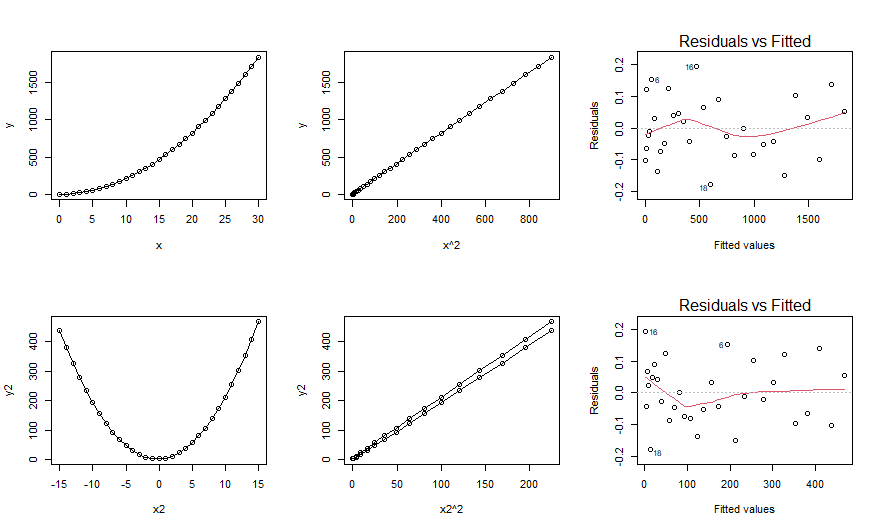 y
0 500 1000 1500
0 5 10 15 20 25 30
x
y
0 500 1000 1500
0 200 400 600 800
x^2
Residuals vs Fitted
Residuals
-0.2 -0.1 0.0 0.1 0.2
16
6
18
0 500 1000 1500
Fitted values
y2
0 100 200 300 400
-15 -10 -5 0 5 10 15
x2
y2
0 100 200 300 400
0 50 100 150 200
x2^2
Residuals vs Fitted
Residuals
-0.2 -0.1 0.0 0.1 0.2
16
6
18
0 100 200 300 400
Fitted values